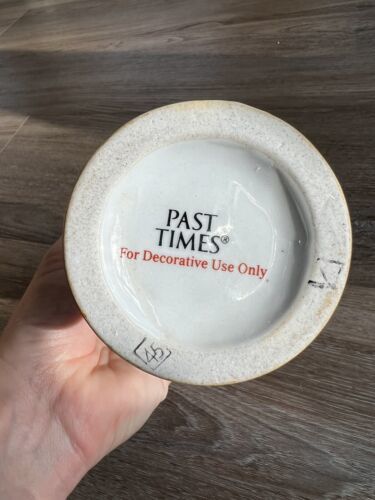 PAST
TIMES®
For Decorative Use Only